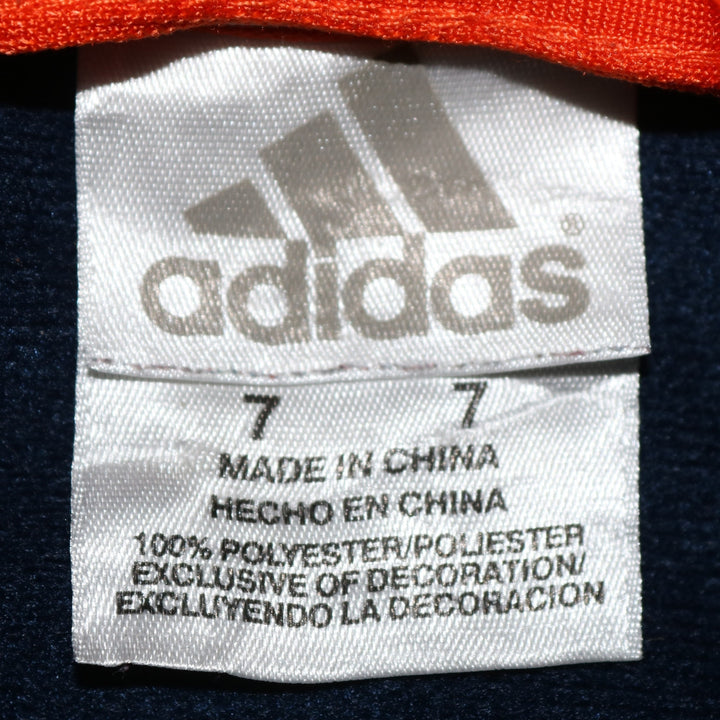 adidas®
7 7
MADE IN CHINA
HECHO EN CHINA
100% POLYESTER/POLIESTER
EXCLUSIVE OF DECORATION/
EXCLUYENDO LA DECORACION